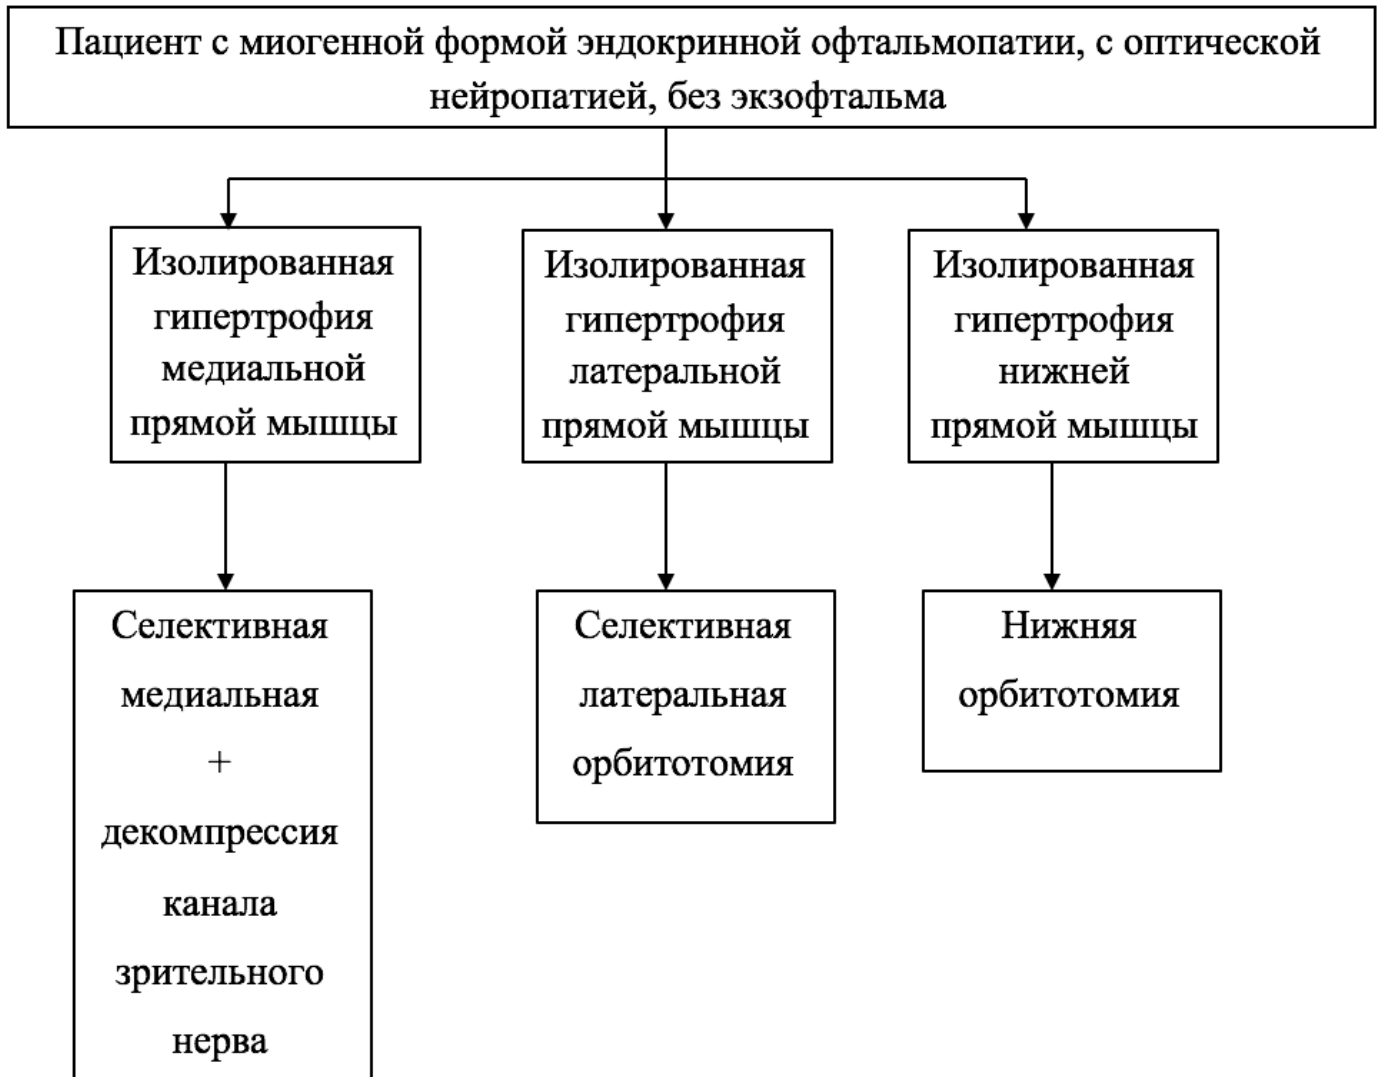 Пациент с миогенной формой эндокринной офтальмопатии, с оптической
нейропатией, без экзофтальма
Изолированная
гипертрофия
медиальной
прямой мышцы
Изолированная
гипертрофия
латеральной
прямой мышцы
Изолированная
гипертрофия
нижней
прямой мышцы
Селективная
медиальная
+
декомпрессия
канала
зрительного
нерва
Селективная
латеральная
орбитотомия
Нижняя
орбитотомия